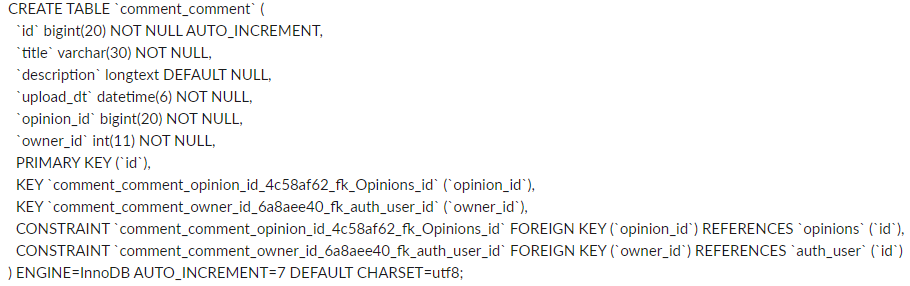 CREATE TABLE `comment_comment` (
`id` bigint(20) NOT NULL AUTO_INCREMENT,
`title` varchar(30) NOT NULL,
`description` longtext DEFAULT NULL,
`upload_dt` datetime(6) NOT NULL,
`opinion_id` bigint(20) NOT NULL,
`owner_id` int(11) NOT NULL,
PRIMARY KEY (`id`),
KEY `comment_comment_opinion_id_4c58af62_fk_Opinions_id` (`opinion_id`),
KEY `comment_comment_owner_id_6a8aee40_fk_auth_user_id` (`owner_id`),
CONSTRAINT `comment_comment_opinion_id_4c58af62_fk_Opinions_id` FOREIGN KEY (`opinion_id`) REFERENCES `opinions` (`id`),
CONSTRAINT `comment_comment_owner_id_6a8aee40_fk_auth_user_id` FOREIGN KEY (`owner_id`) REFERENCES `auth_user` (`id`)
) ENGINE=InnoDB AUTO_INCREMENT=7 DEFAULT CHARSET=utf8;